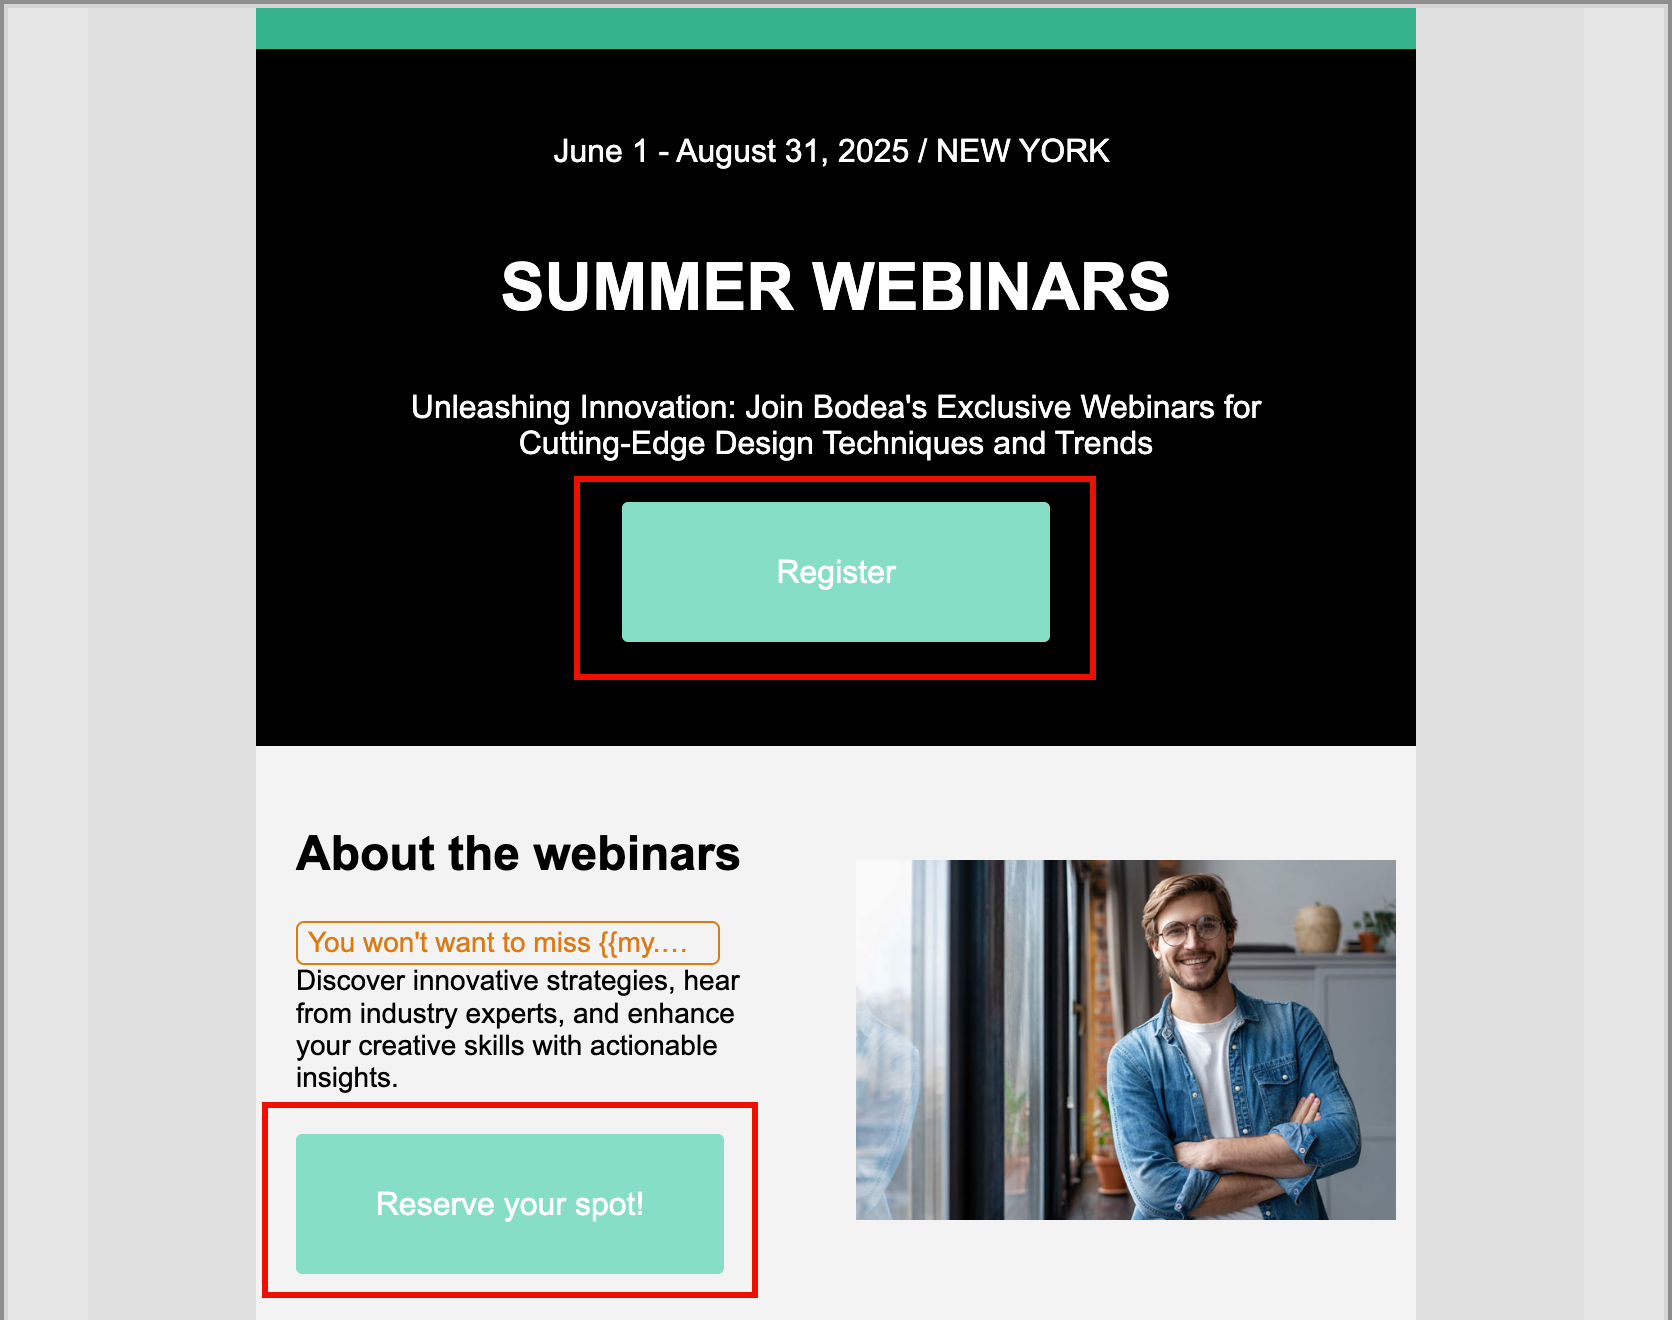 June 1 - August 31, 2025 / NEW YORK
SUMMER WEBINARS
Unleashing Innovation: Join Bodea's Exclusive Webinars for
Cutting-Edge Design Techniques and Trends
Register
About the webinars
You won't want to miss {{my....
Discover innovative strategies, hear
from industry experts, and enhance
your creative skills with actionable
insights.
Reserve your spot!